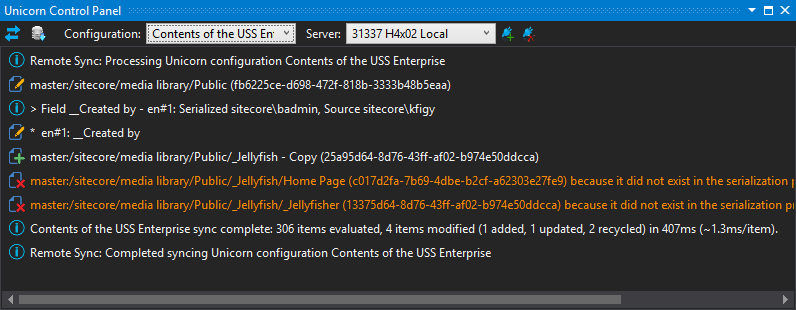 Unicorn Control Panel
Configuration: Contents of the USS Ent Server: 31337 H4x02 Local
Remote Sync: Processing Unicorn configuration Contents of the USS Enterprise
master:/sitecore/media library/Public (fb6225ce-d698-472f-818b-3333b48b5eaa)
> Field __Created by - en#1: Serialized sitecore\badmin, Source sitecore\kfigy
* en#1: __Created by
master:/sitecore/media library/Public/_Jellyfish - Copy (25a95d64-8d76-43ff-af02-b974e50ddcca)
master:/sitecore/media library/Public/_Jellyfish/Home Page (c017d2fa-7b69-4dbe-b2cf-a62303e27fe9) because it did not exist in the serialization p
master:/sitecore/media library/Public/_Jellyfish/_Jellyfisher (13375d64-8d76-43ff-af02-b974e50ddcca) because it did not exist in the serialization pr
Contents of the USS Enterprise sync complete: 306 items evaluated, 4 items modified (1 added, 1 updated, 2 recycled) in 407ms (~1.3ms/item).
Remote Sync: Completed syncing Unicorn configuration Contents of the USS Enterprise